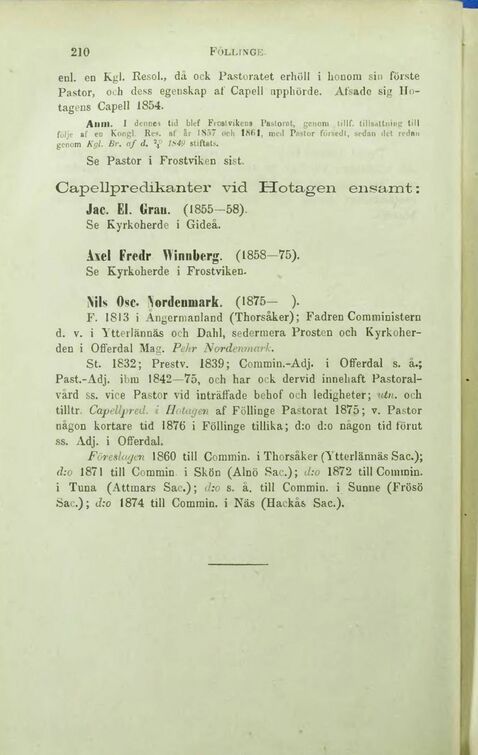 210 FÖLLINGE.
enl. en Kgl. Resol., då ock Pastoratet erhöll i honom sin förste
Pastor, och dess egenskap af Capell upphörde. Afsade sig Ho-
tagens Capell 1854.
Anm. I dennes tid blef Frostvikens Pastorat, genom tillf. tillsättning till
följe af en Kongl. Res. af år 1857 och 1861, med Pastor försedt, sedan det redan
genom Kgl. Br. af d. 1849 stiftats.
Se Pastor i Frostviken sist.
Capellpredikanter vid Hotagen ensamt:
Jac. El. Grau. (1855—58).
Se Kyrkoherde i Gideå.
Axel Fredr Winnberg. (1858—75).
Se Kyrkoherde i Frostviken.
Nils Osc. Nordenmark. (1875— ).
F. 1813 i Ångermanland (Thorsåker); Fadren Comministern
d. v. i Ytterlännäs och Dahl, sedermera Prosten och Kyrkoher-
den i Offerdal Mag. Pehr Nordenmark.
St. 1832; Prestv. 1839; Commin.-Adj. i Offerdal s. å.;
Past.-Adj. ibm 1842—75, och har ock dervid innehaft Pastoral-
vård ss. vice Pastor vid inträffade behof och ledigheter; utn. och
tilltr. Capellpred. i Hotagen af Föllinge Pastorat 1875; v. Pastor
någon kortare tid 1876 i Föllinge tillika; d:o d:o någon tid förut
ss. Adj. i Offerdal.
Föreslagen 1860 till Commin. i Thorsåker (Ytterlännäs Sac.);
d:o 1871 till Commin. i Skön (Alnö Sac.); d:o 1872 till Commin.
i Tuna (Attmars Sac.); d:o s. å. till Commin. i Sunne (Frösö
Sac.); d:o 1874 till Commin. i Näs (Hackås Sac.).